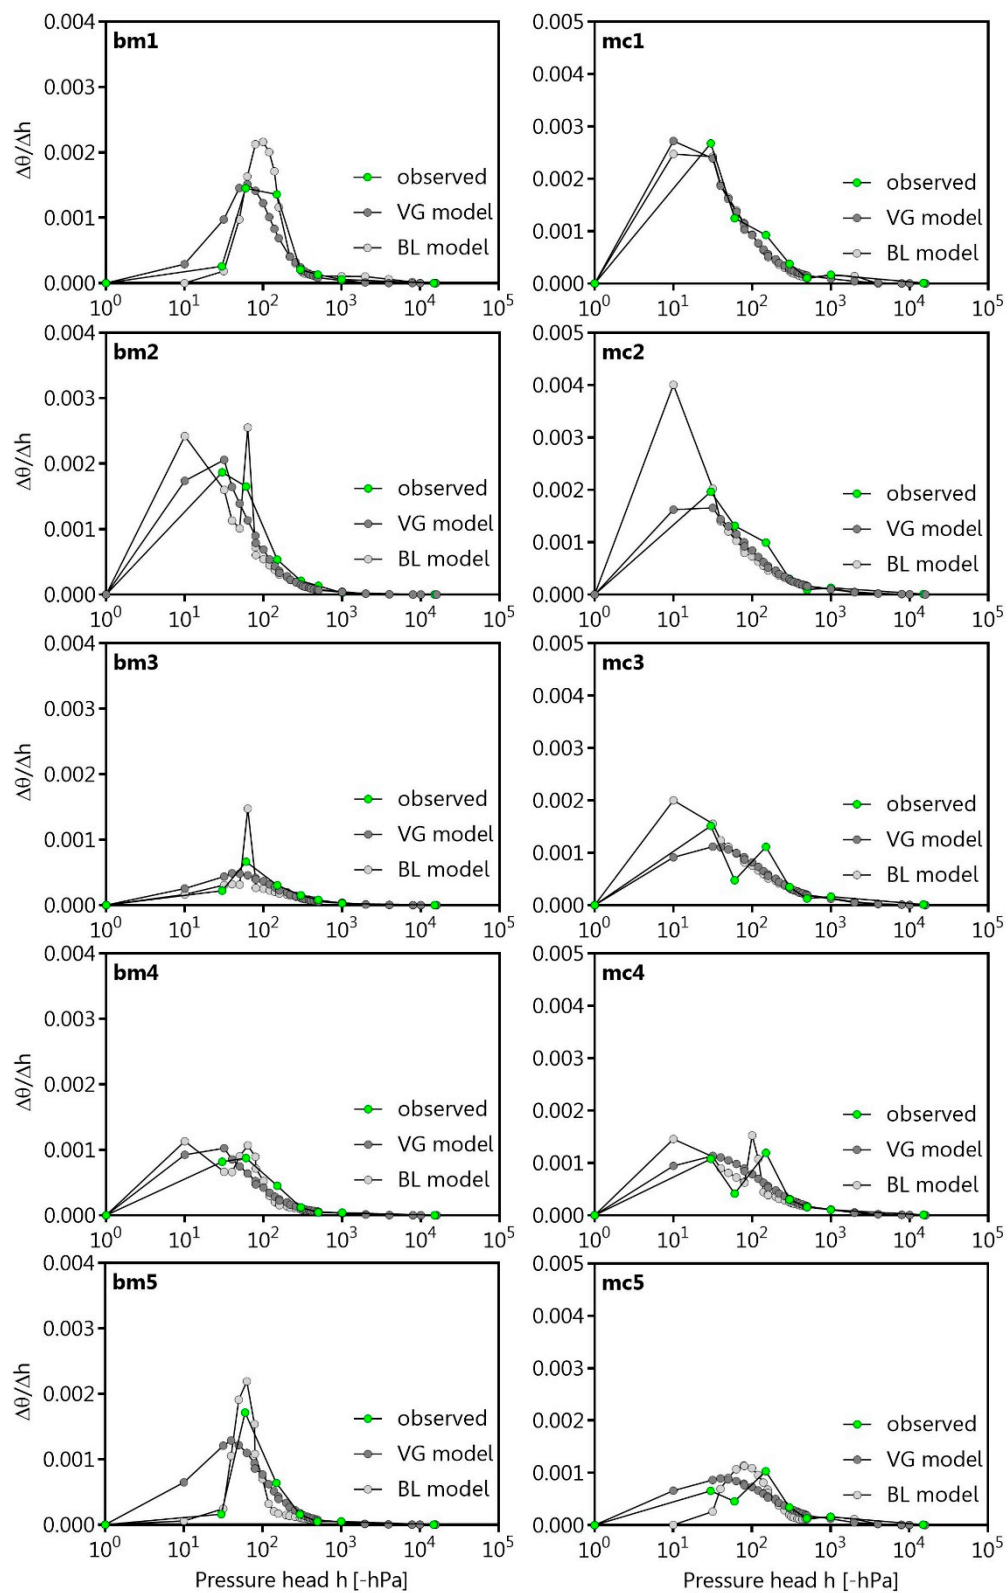 bm1
0.004
0.003
0.002
0.001
0.000
Δθ/Δh
observed
VG model
BL model
10⁰ 10¹ 10² 10³ 10⁴ 10⁵
mc1
0.005
0.004
0.003
0.002
0.001
0.000
observed
VG model
BL model
10⁰ 10¹ 10² 10³ 10⁴ 10⁵
bm2
0.004
0.003
0.002
0.001
0.000
Δθ/Δh
observed
VG model
BL model
10⁰ 10¹ 10² 10³ 10⁴ 10⁵
mc2
0.005
0.004
0.003
0.002
0.001
0.000
observed
VG model
BL model
10⁰ 10¹ 10² 10³ 10⁴ 10⁵
bm3
0.004
0.003
0.002
0.001
0.000
Δθ/Δh
observed
VG model
BL model
10⁰ 10¹ 10² 10³ 10⁴ 10⁵
mc3
0.005
0.004
0.003
0.002
0.001
0.000
observed
VG model
BL model
10⁰ 10¹ 10² 10³ 10⁴ 10⁵
bm4
0.004
0.003
0.002
0.001
0.000
Δθ/Δh
observed
VG model
BL model
10⁰ 10¹ 10² 10³ 10⁴ 10⁵
mc4
0.005
0.004
0.003
0.002
0.001
0.000
observed
VG model
BL model
10⁰ 10¹ 10² 10³ 10⁴ 10⁵
bm5
0.004
0.003
0.002
0.001
0.000
Δθ/Δh
observed
VG model
BL model
10⁰ 10¹ 10² 10³ 10⁴ 10⁵
Pressure head h [-hPa]
mc5
0.005
0.004
0.003
0.002
0.001
0.000
observed
VG model
BL model
10⁰ 10¹ 10² 10³ 10⁴ 10⁵
Pressure head h [-hPa]